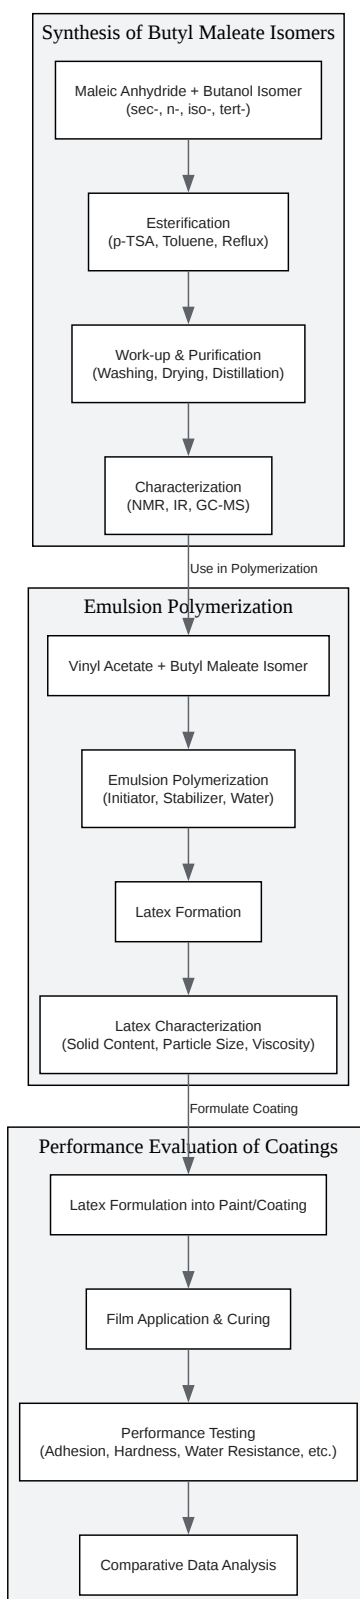 Synthesis of Butyl Maleate Isomers
Maleic Anhydride + Butanol Isomer
(sec-, n-, iso-, tert-)
Esterification
(p-TSA, Toluene, Reflux)
Work-up & Purification
(Washing, Drying, Distillation)
Characterization
(NMR, IR, GC-MS)
Use in Polymerization
Emulsion Polymerization
Vinyl Acetate + Butyl Maleate Isomer
Emulsion Polymerization
(Initiator, Stabilizer, Water)
Latex Formation
Latex Characterization
(Solid Content, Particle Size, Viscosity)
Formulate Coating
Performance Evaluation of Coatings
Latex Formulation into Paint/Coating
Film Application & Curing
Performance Testing
(Adhesion, Hardness, Water Resistance, etc.)
Comparative Data Analysis